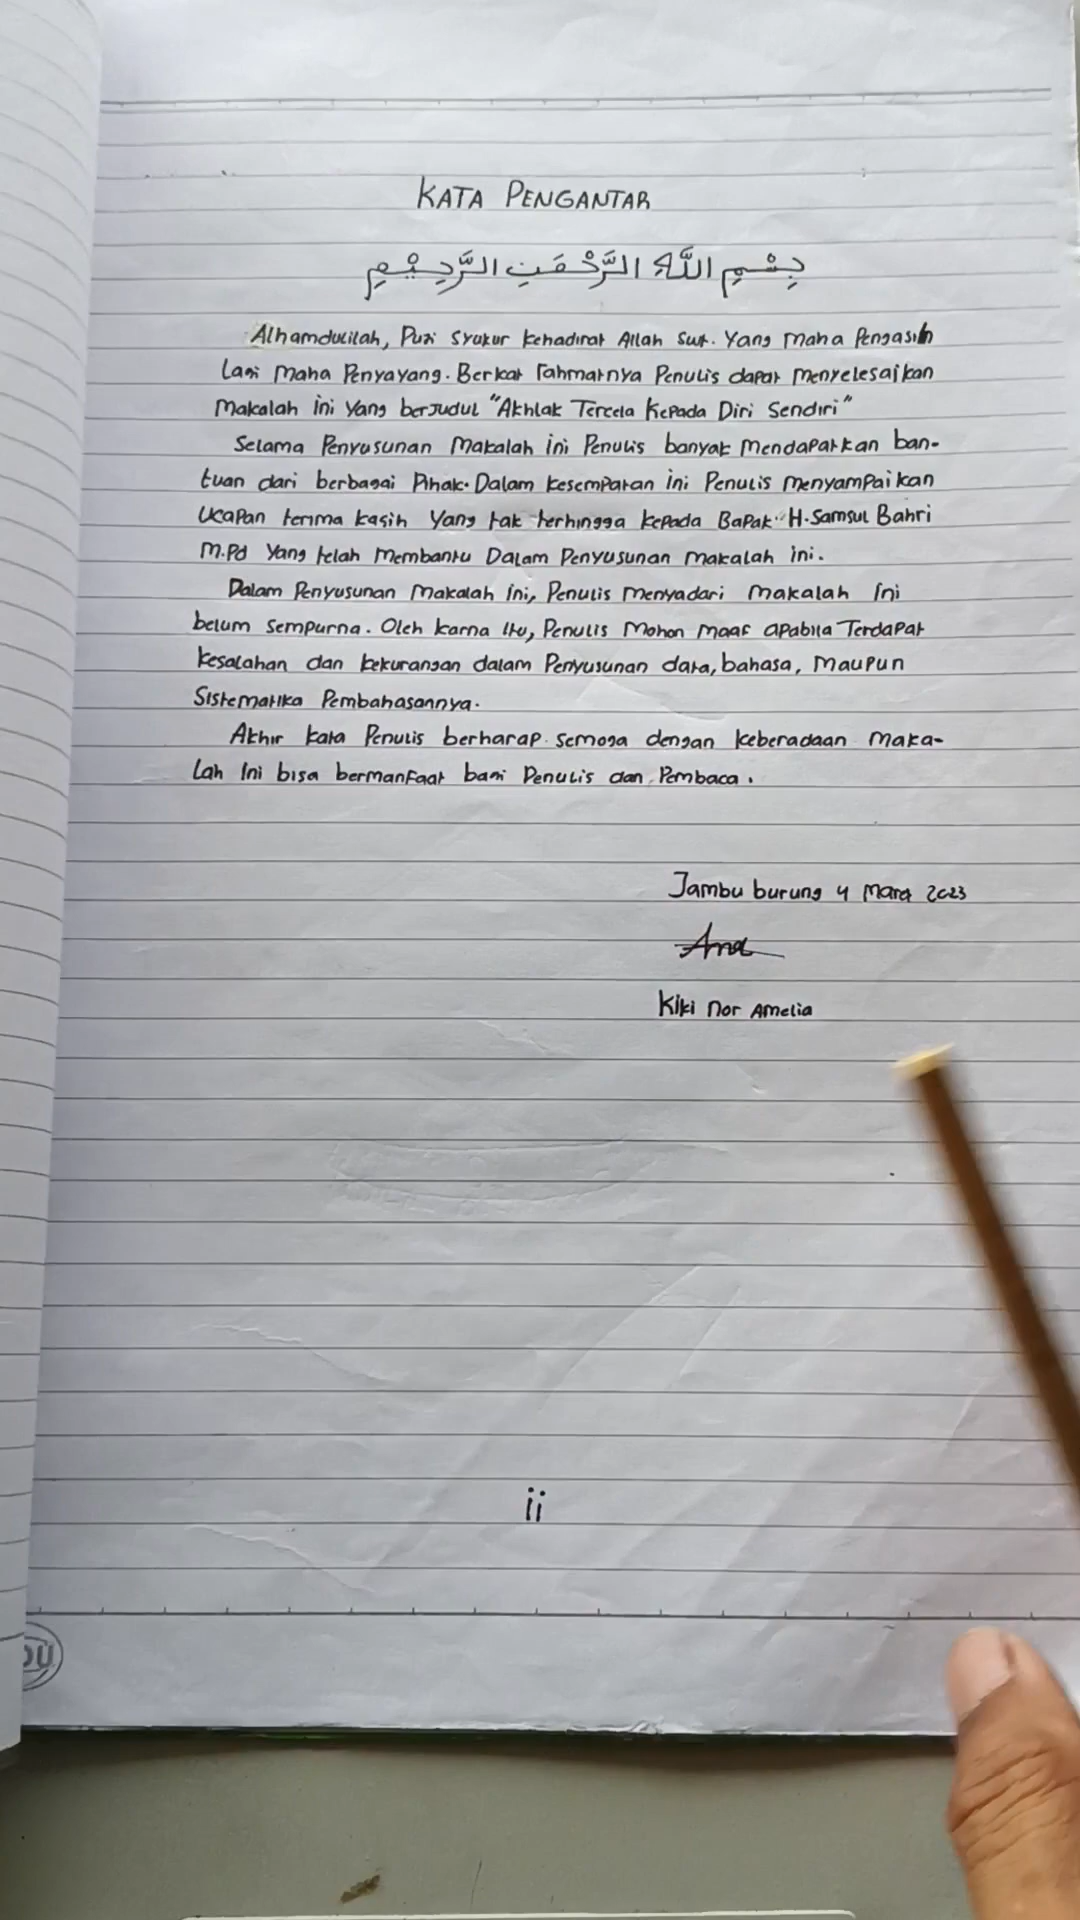 KATA PENGANTAR
بِسْمِ اللَّهِ الرَّحْمَنِ الرَّحِيْمِ
Alhamdulilah, Puji Syukur kehadirat Allah Swt. Yang Maha Pengasih
Lagi Maha Penyayang. Berkat rahmatnya Penulis dapat Menyelesaikan
Makalah ini yang berjudul "Akhlak Tercela Kepada Diri Sendiri"
Selama Penyusunan Makalah ini Penulis banyak Mendapatkan ban-
tuan dari berbagai Pihak. Dalam kesempatan ini Penulis Menyampaikan
Ucapan terima kasih Yang tak terhingga kepada Bapak H. Samsul Bahri
M.Pd Yang telah Membantu Dalam Penyusunan Makalah ini.
Dalam Penyusunan Makalah ini, Penulis Menyadari Makalah ini
belum sempurna. Oleh karna itu, Penulis Mohon Maaf apabila Terdapat
kesalahan dan kekurangan dalam Penyusunan data, bahasa, Maupun
Sistematika Pembahasannya.
Akhir kata Penulis berharap semoga dengan keberadaan Maka-
lah ini bisa bermanfaat bagi Penulis dan Pembaca.
Jambu burung 4 Mare 2023
Kiki Nor Amelia
ii